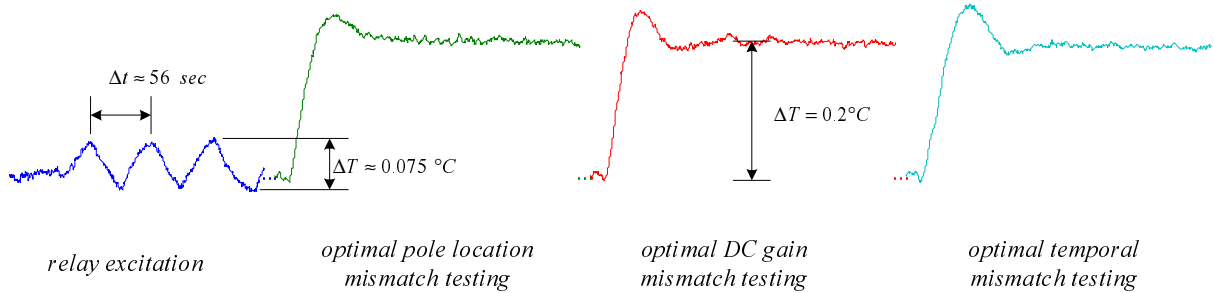 Δt ≈ 56 sec
ΔT ≈ 0.075 °C
ΔT = 0.2°C
relay excitation
optimal pole location
mismatch testing
optimal DC gain
mismatch testing
optimal temporal
mismatch testing